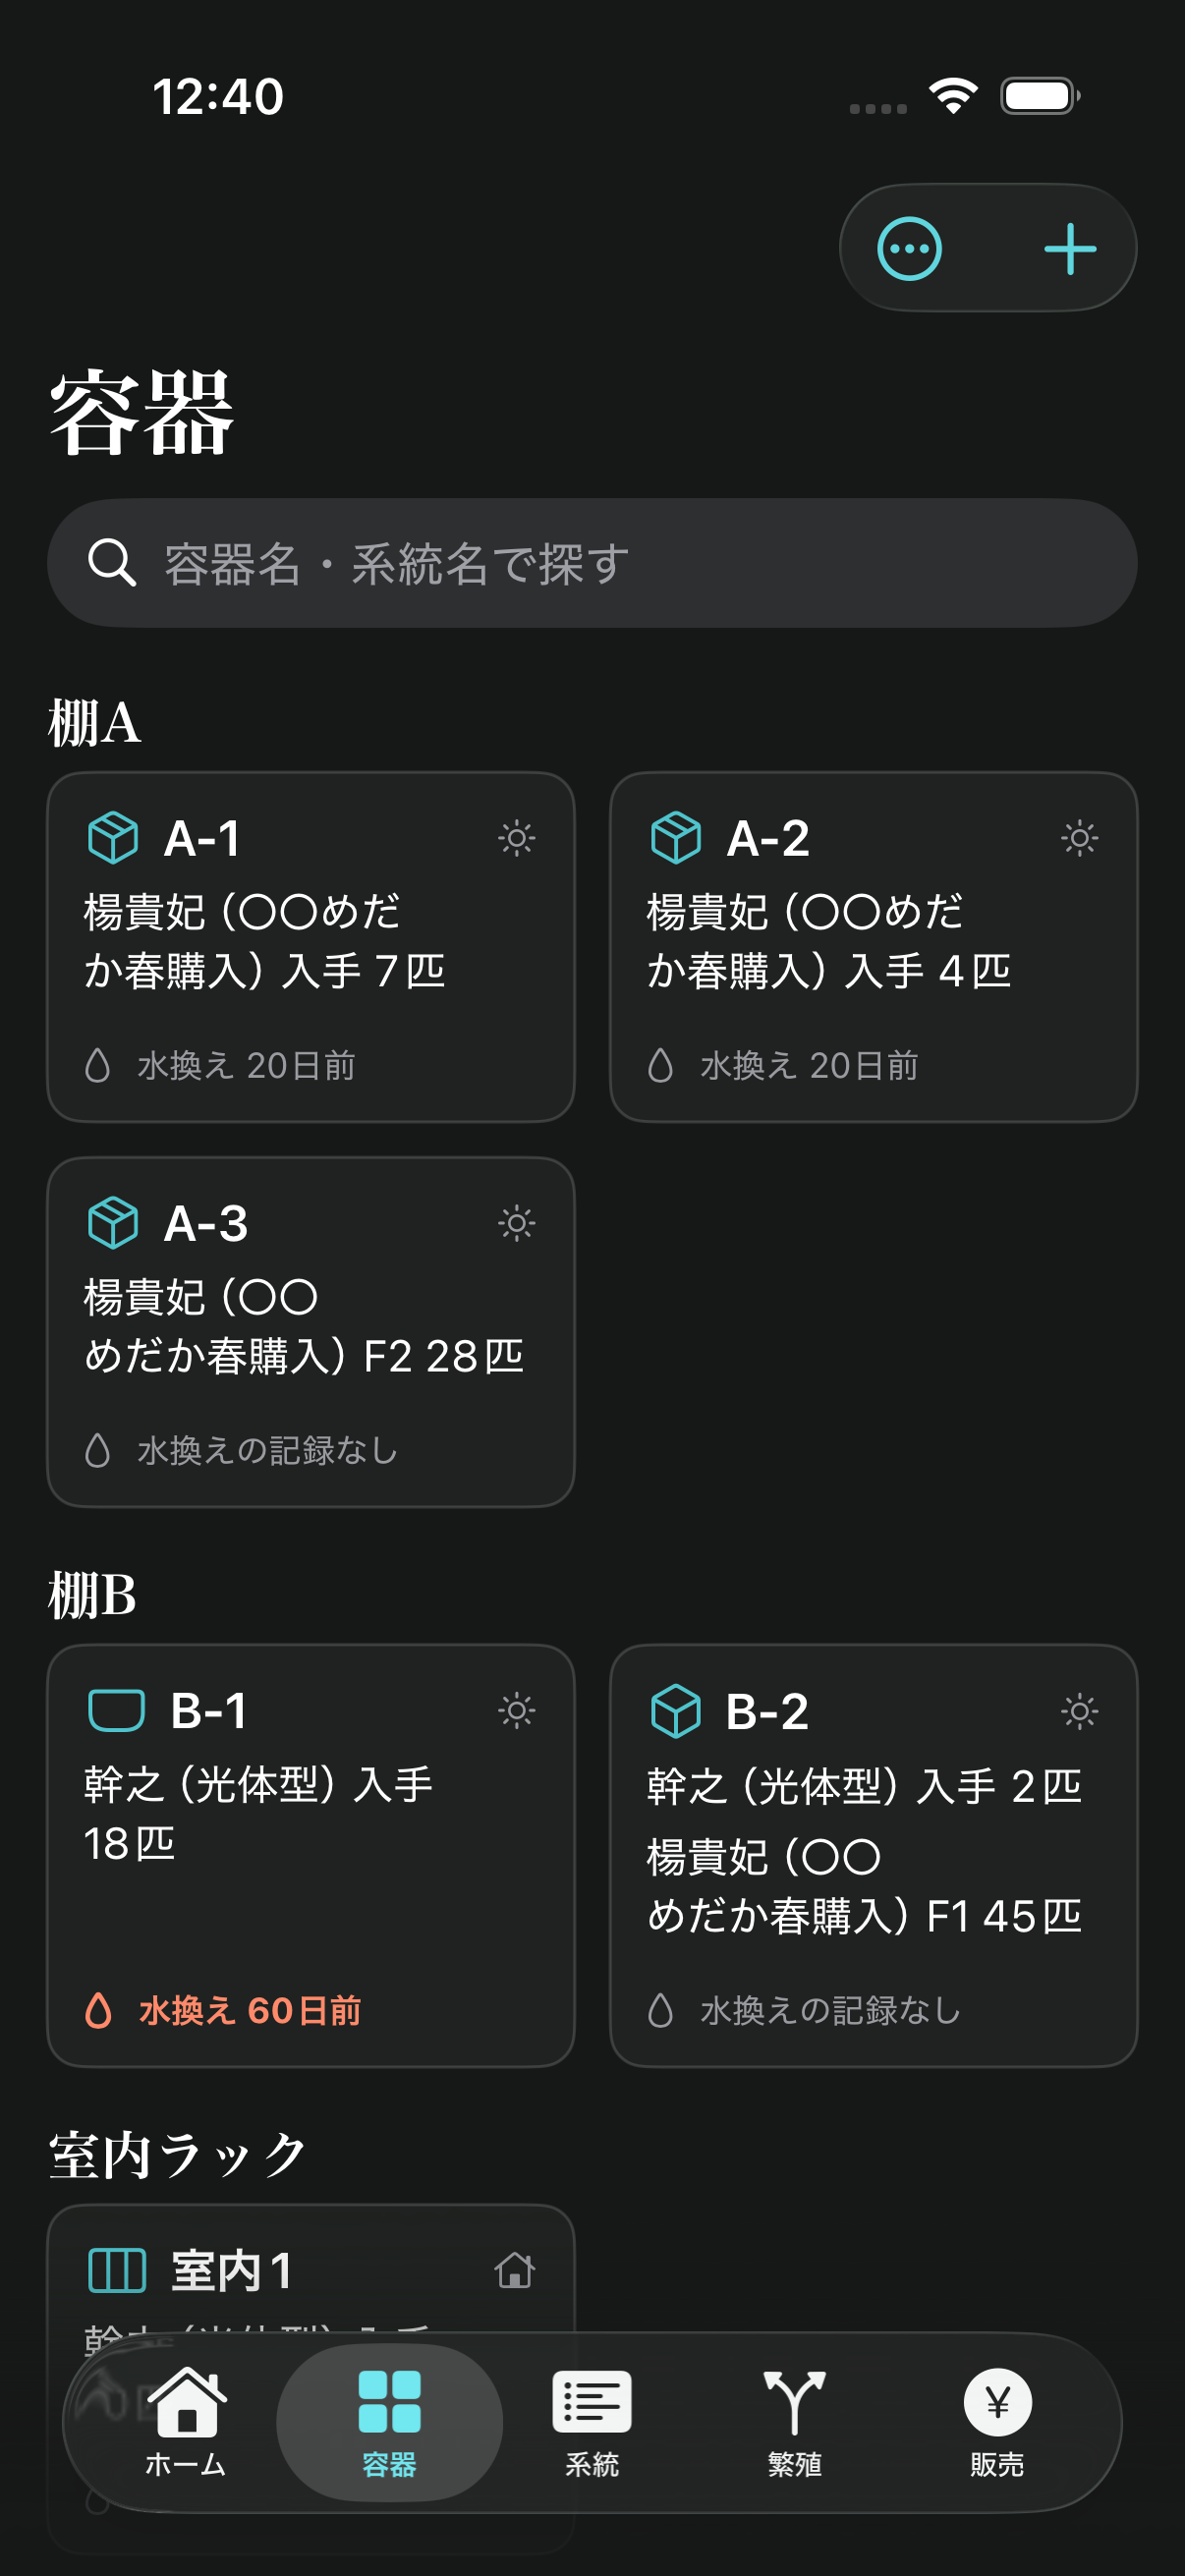 12:40
容器
容器名・系統名で探す
棚A
A-1
楊貴妃（〇〇めだ
か春購入）入手 7匹
水換え 20日前
A-2
楊貴妃（〇〇めだ
か春購入）入手 4匹
水換え 20日前
A-3
楊貴妃（〇〇
めだか春購入）F2 28匹
水換えの記録なし
棚B
B-1
幹之（光体型）入手
18匹
水換え 60日前
B-2
幹之（光体型）入手 2匹
楊貴妃（〇〇
めだか春購入）F1 45匹
水換えの記録なし
室内ラック
室内1
ホーム
容器
系統
繁殖
販売